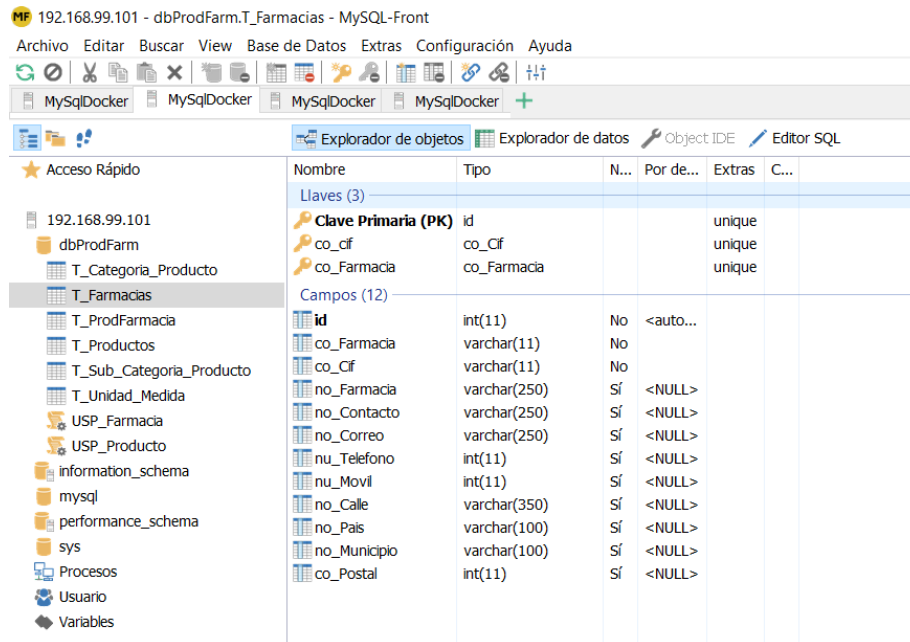 MF 192.168.99.101 - dbProdFarm.T_Farmacias - MySQL-Front
Archivo Editar Buscar View Base de Datos Extras Configuración Ayuda
MySqlDocker MySqlDocker MySqlDocker MySqlDocker
Explorador de objetos Explorador de datos Object IDE Editor SQL
Acceso Rápido
192.168.99.101
dbProdFarm
T_Categoria_Producto
T_Farmacias
T_ProdFarmacia
T_Productos
T_Sub_Categoria_Producto
T_Unidad_Medida
USP_Farmacia
USP_Producto
information_schema
mysql
performance_schema
sys
Procesos
Usuario
Variables
Nombre Tipo N... Por de... Extras C...
Llaves (3)
Clave Primaria (PK) id unique
co_cif co_Cif unique
co_Farmacia co_Farmacia unique
Campos (12)
id int(11) No <auto...
co_Farmacia varchar(11) No
co_Cif varchar(11) No
no_Farmacia varchar(250) Sí <NULL>
no_Contacto varchar(250) Sí <NULL>
no_Correo varchar(250) Sí <NULL>
nu_Telefono int(11) Sí <NULL>
nu_Movil int(11) Sí <NULL>
no_Calle varchar(350) Sí <NULL>
no_Pais varchar(100) Sí <NULL>
no_Municipio varchar(100) Sí <NULL>
co_Postal int(11) Sí <NULL>